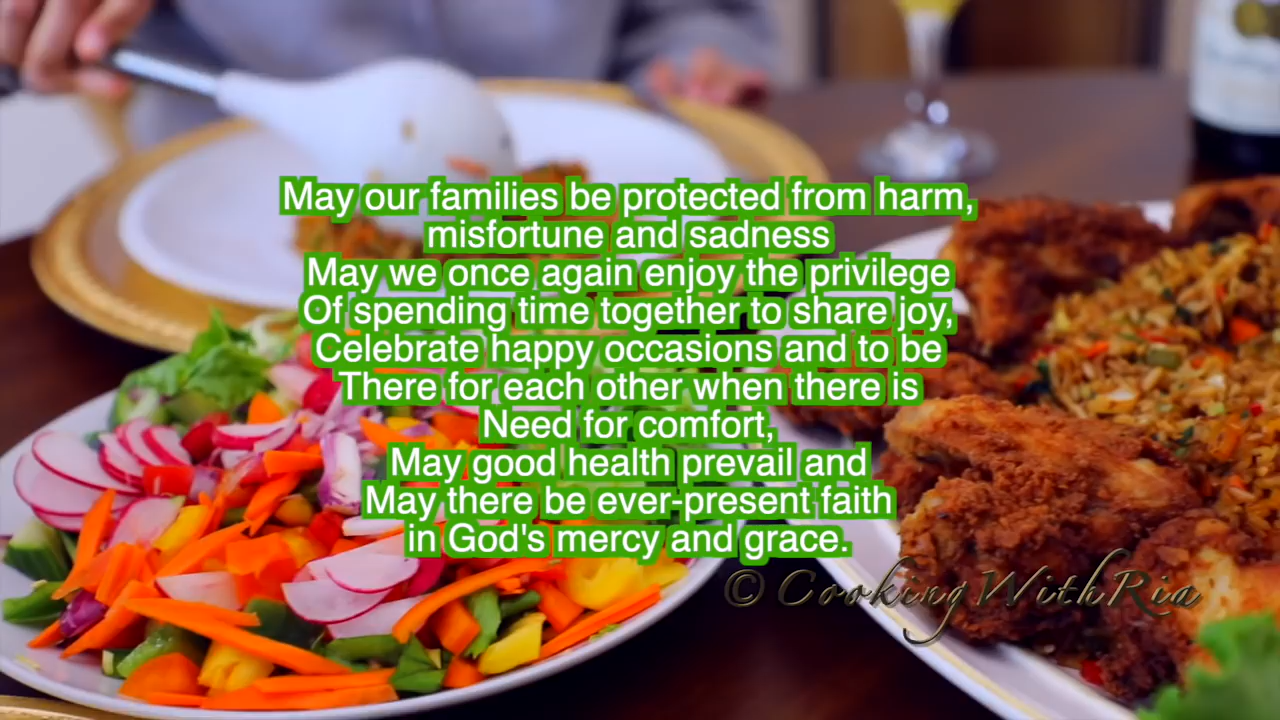 May our families be protected from harm,
misfortune and sadness
May we once again enjoy the privilege
Of spending time together to share joy,
Celebrate happy occasions and to be
There for each other when there is
Need for comfort,
May good health prevail and
May there be ever-present faith
in God's mercy and grace.
© CookingWithRia